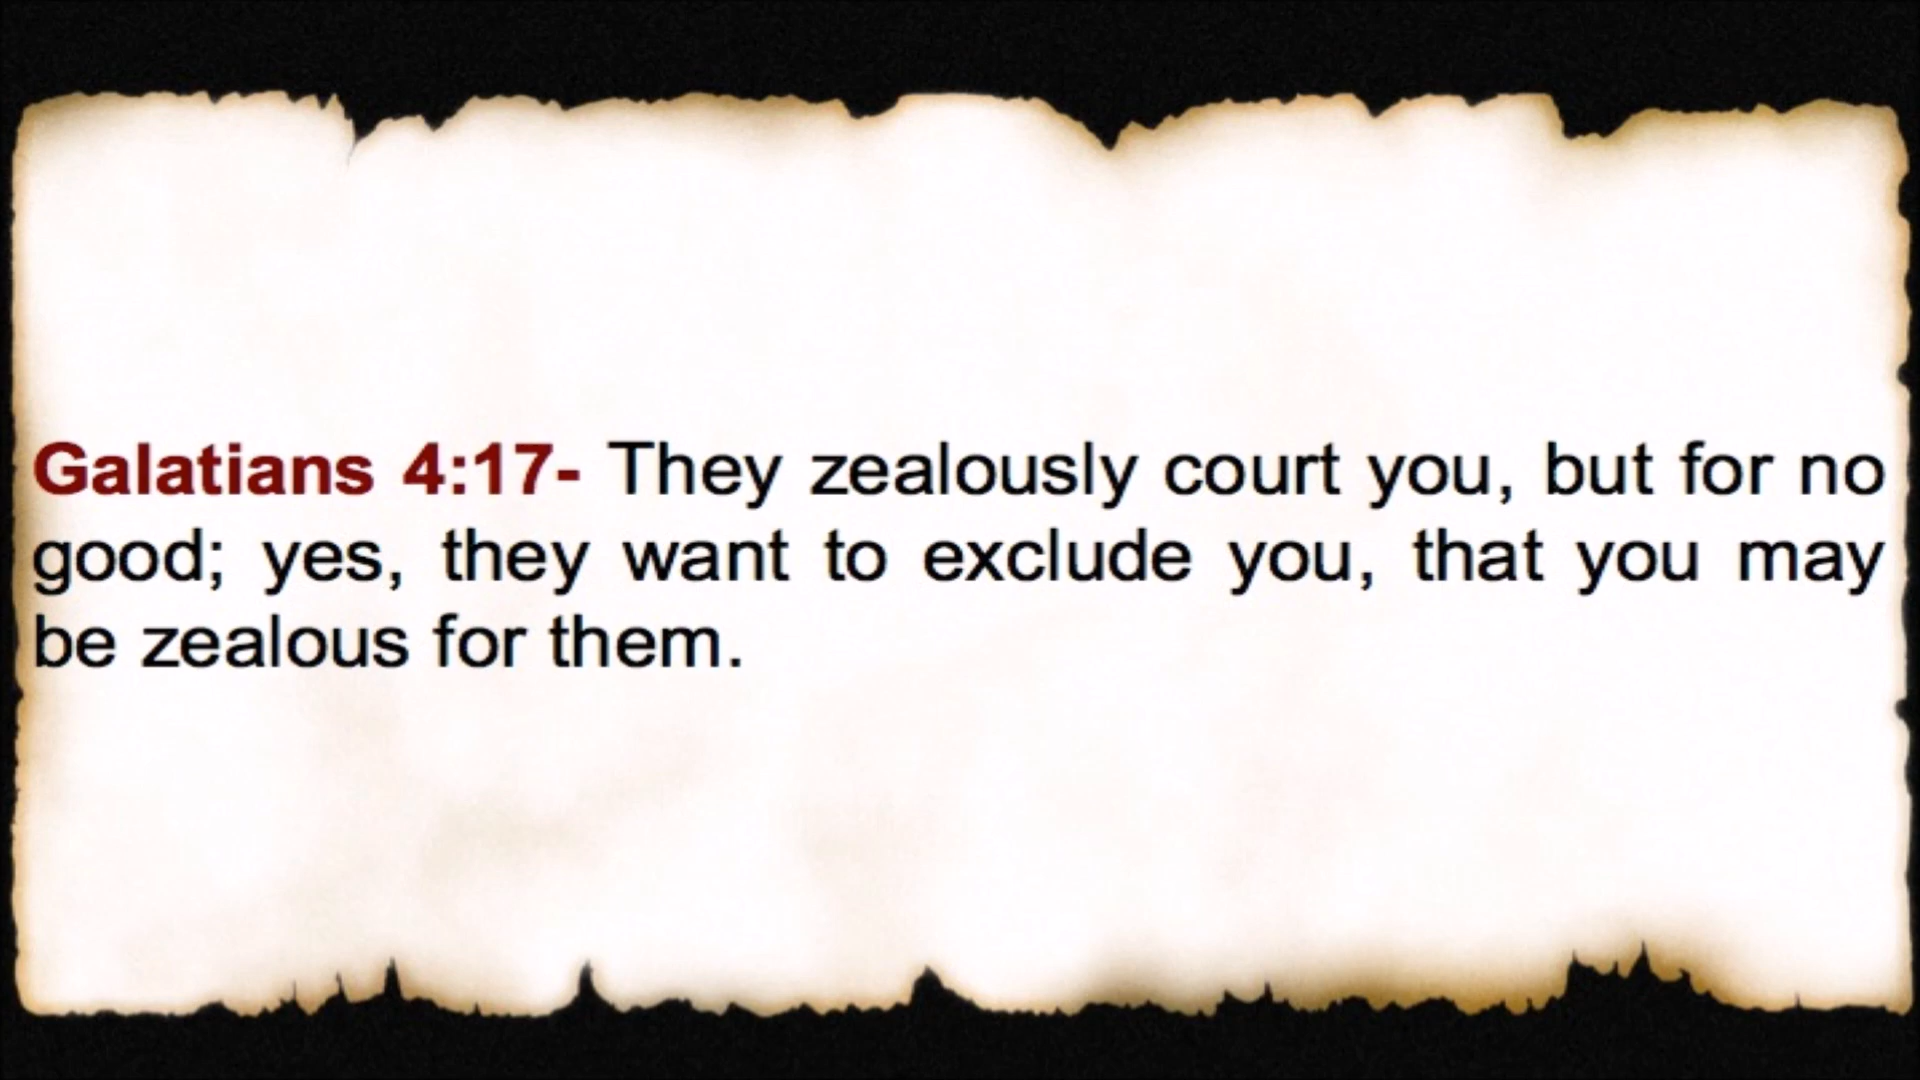 Galatians 4:17- They zealously court you, but for no
good; yes, they want to exclude you, that you may
be zealous for them.